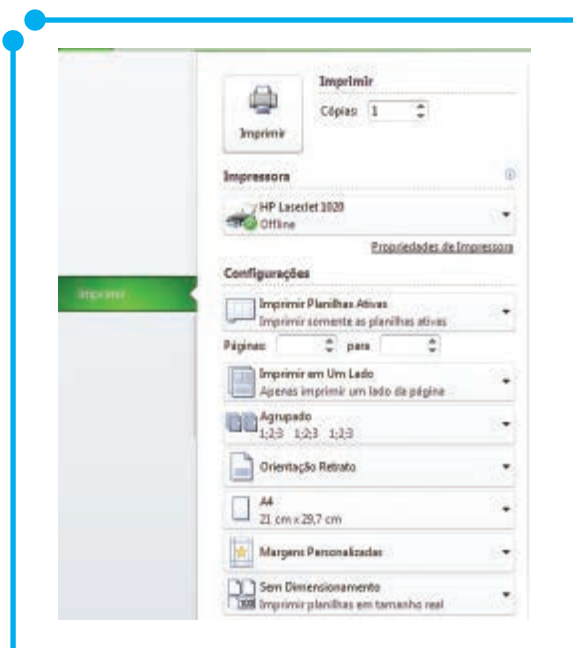 Imprimir
Cópias: 1
Imprimir
Impressora
HP LaserJet 1020
Offline
Propriedades de Impressora
Configurações
Imprimir
Imprimir Planilhas Ativas
Imprimir somente as planilhas ativas
Páginas: para
Imprimir em Um Lado
Apenas imprimir um lado da página
Agrupado
1;2;3 1;2;3 1;2;3
Orientação Retrato
A4
21 cm x 29,7 cm
Margens Personalizadas
Sem Dimensionamento
Imprimir planilhas em tamanho real